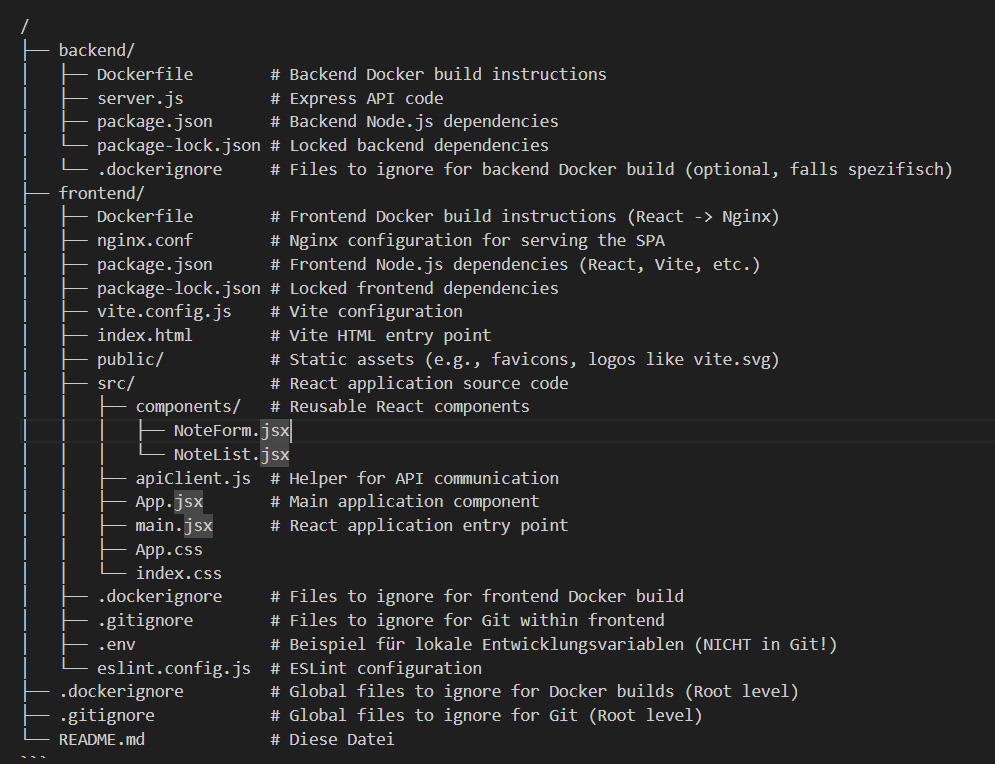 /
├── backend/
│   ├── Dockerfile        # Backend Docker build instructions
│   ├── server.js         # Express API code
│   ├── package.json      # Backend Node.js dependencies
│   └── package-lock.json # Locked backend dependencies
│   └── .dockerignore     # Files to ignore for backend Docker build (optional, falls spezifisch)
├── frontend/
│   ├── Dockerfile        # Frontend Docker build instructions (React -> Nginx)
│   ├── nginx.conf        # Nginx configuration for serving the SPA
│   ├── package.json      # Frontend Node.js dependencies (React, Vite, etc.)
│   ├── package-lock.json # Locked frontend dependencies
│   ├── vite.config.js    # Vite configuration
│   ├── index.html        # Vite HTML entry point
│   ├── public/           # Static assets (e.g., favicons, logos like vite.svg)
│   ├── src/              # React application source code
│   │   ├── components/   # Reusable React components
│   │   │   ├── NoteForm.jsx
│   │   │   └── NoteList.jsx
│   │   ├── apiClient.js  # Helper for API communication
│   │   ├── App.jsx       # Main application component
│   │   ├── main.jsx      # React application entry point
│   │   ├── App.css
│   │   └── index.css
│   ├── .dockerignore     # Files to ignore for frontend Docker build
│   ├── .gitignore        # Files to ignore for Git within frontend
│   ├── .env              # Beispiel für lokale Entwicklungsvariablen (NICHT in Git!)
│   └── eslint.config.js  # ESLint configuration
├── .dockerignore         # Global files to ignore for Docker builds (Root level)
├── .gitignore            # Global files to ignore for Git (Root level)
└── README.md             # Diese Datei
```